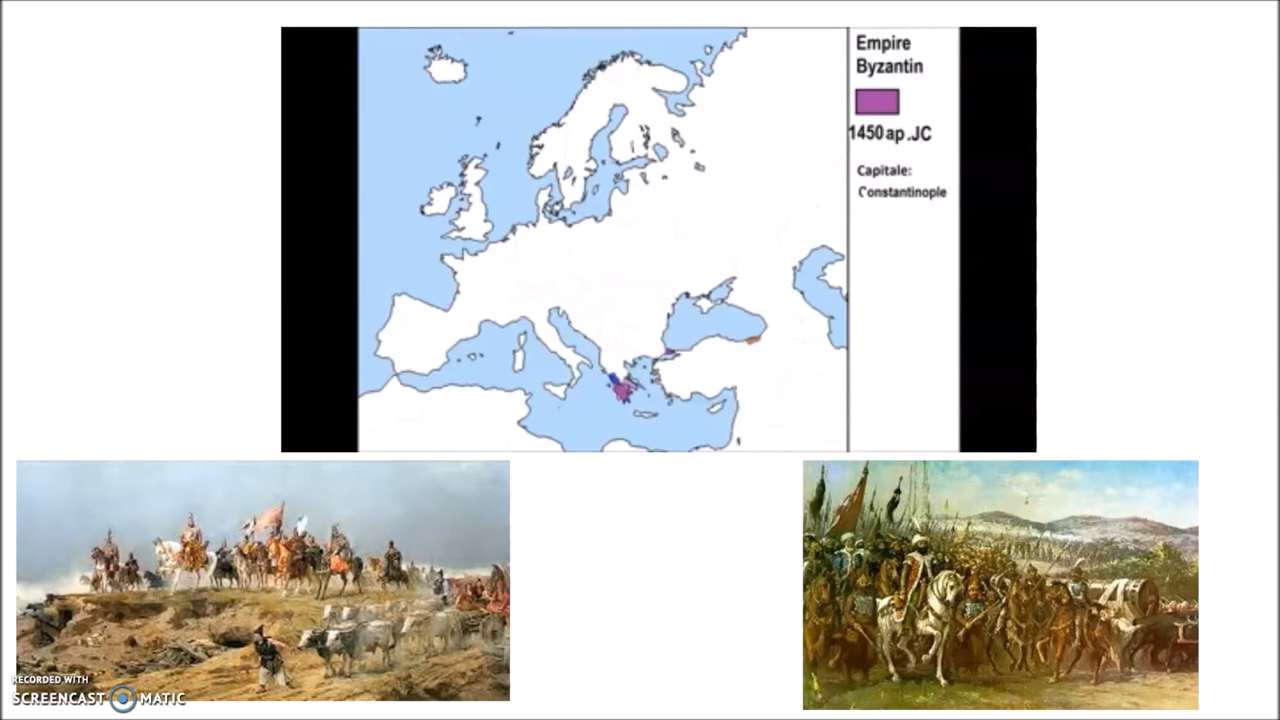 Empire
Byzantin
1450 ap .JC
Capitale:
Constantinople
RECORDED WITH
SCREENCAST MATIC